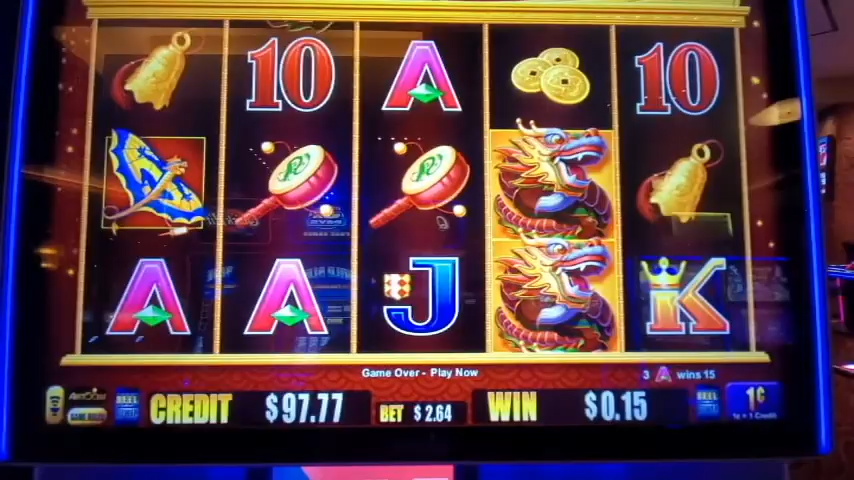 10 A 10
A A J K
Game Over - Play Now
3 A wins 15
CREDIT $97.77 BET $2.64 WIN $0.15 1¢
1¢ = 1 Credit